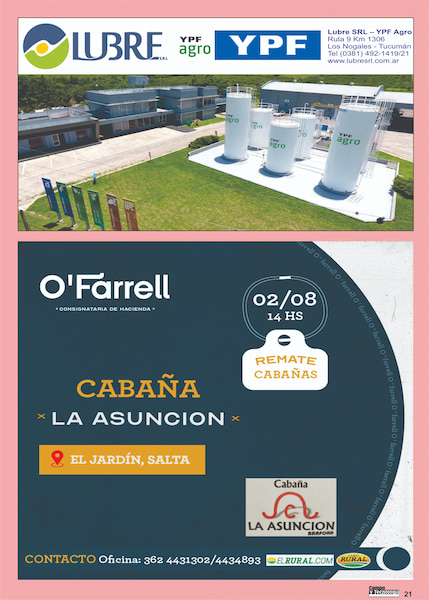 LUBRE
S.R.L.
YPF
agro
YPF
Lubre SRL – YPF Agro
Ruta 9 Km 1306
Los Nogales - Tucumán
Tel (0381) 492-1419/21
www.lubresrl.com.ar
YPF
agro
O'Farrell
• CONSIGNATARIA DE HACIENDA •
02/08
14 HS
REMATE
CABAÑAS
CABAÑA
× LA ASUNCION ×
EL JARDÍN, SALTA
Cabaña
LA ASUNCION
BRAFORD
CONTACTO Oficina: 362 4431302/4434893
ELRURAL.COM
RURAL
21